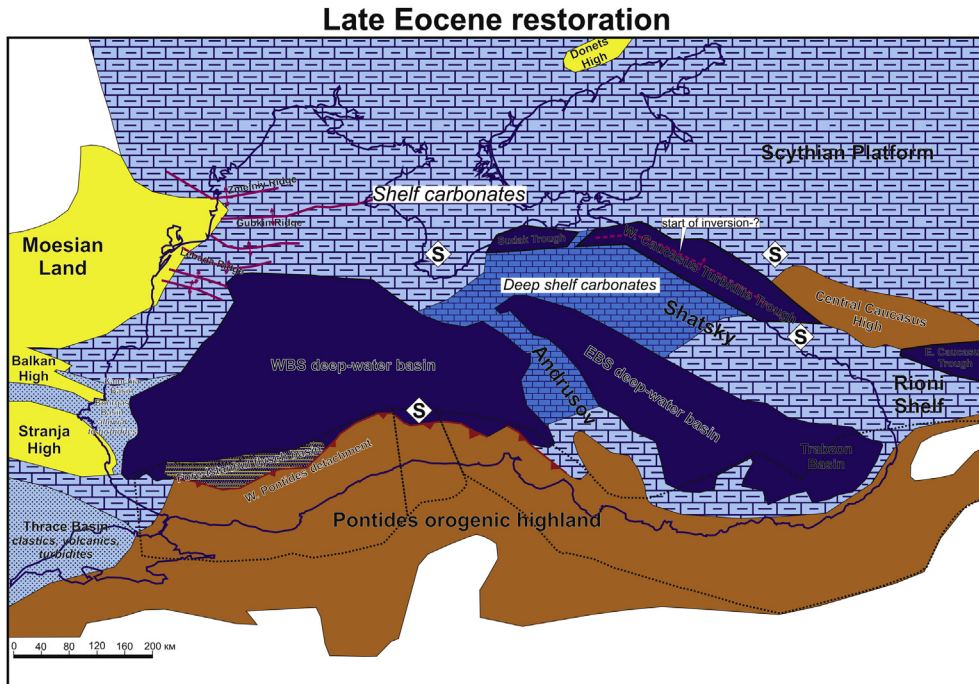 Late Eocene restoration
Donets
High
Scythian Platform
Zmeiniy Ridge
Shelf carbonates
Gubkin Ridge
start of inversion-?
Moesian
Land
S
Sudak Trough
W. Caucasus Turbidite Trough
S
Deep shelf carbonates
Central Caucasus
High
Shatsky
S
E. Caucasus
Trough
Balkan
High
WBS deep-water basin
Andrusov
EBS deep-water basin
Rioni
Shelf
S
Stranja
High
Trabzon
Basin
W. Pontides detachment
Pontides orogenic highland
Thrace Basin
clastics, volcanics,
turbidites
0 40 80 120 160 200 км